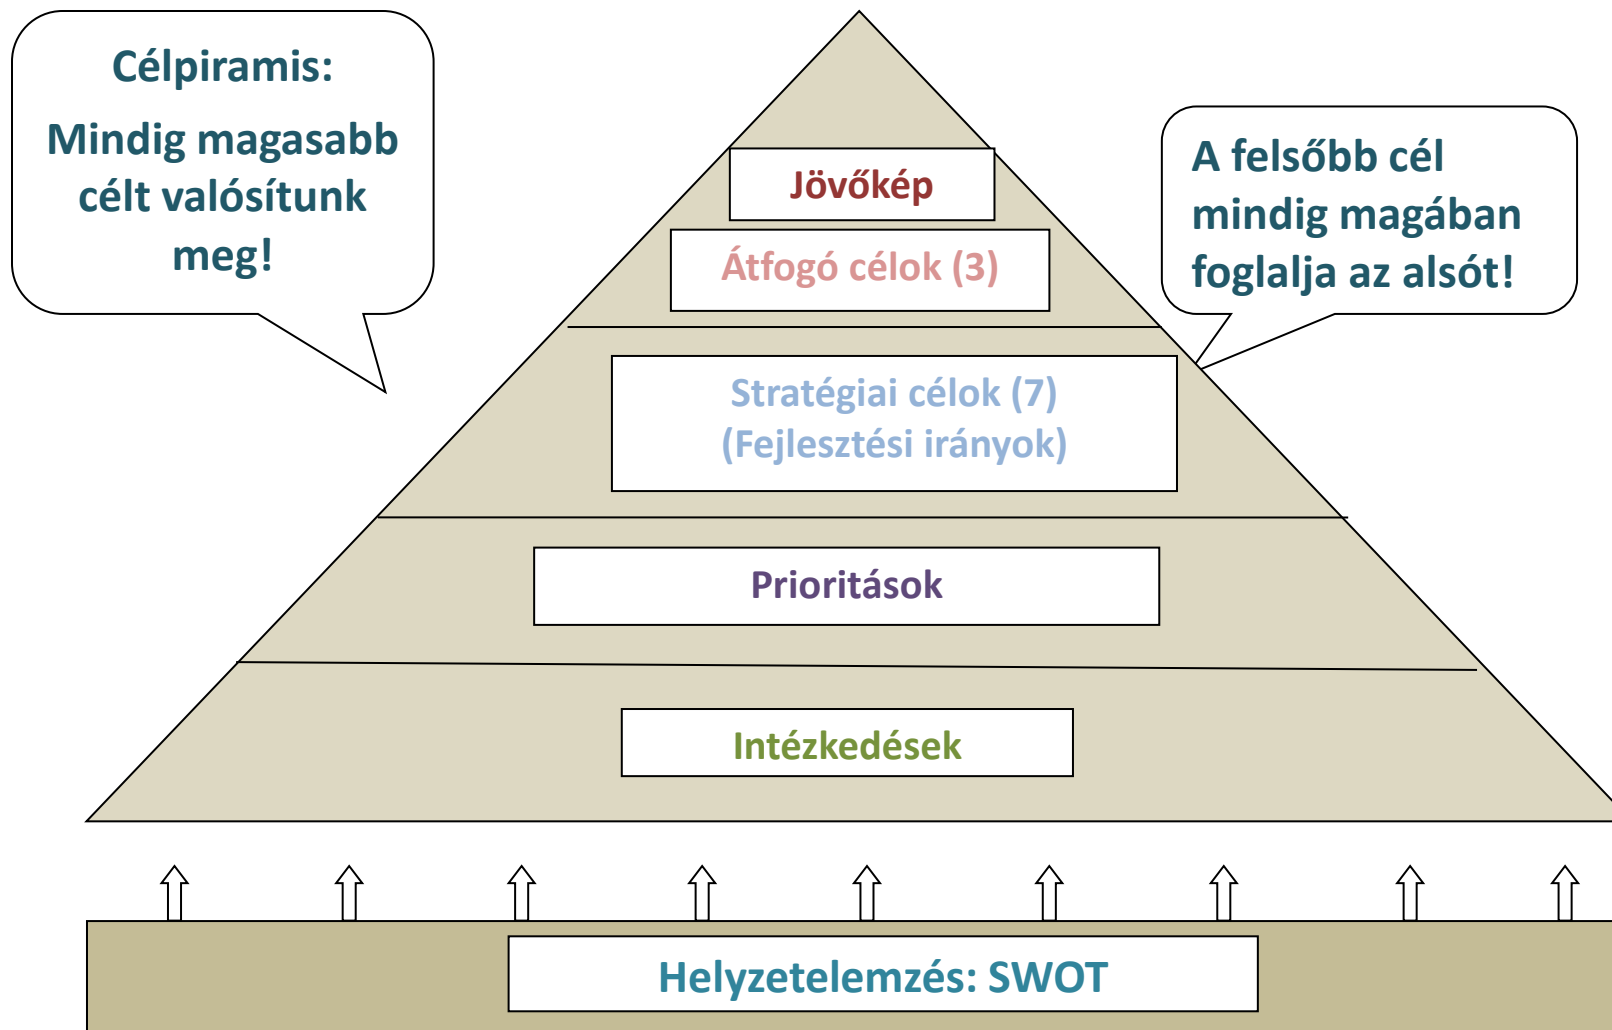 Célpiramis:
Mindig magasabb
célt valósítunk
meg!
A felsőbb cél
mindig magában
foglalja az alsót!
Jövőkép
Átfogó célok (3)
Stratégiai célok (7)
(Fejlesztési irányok)
Prioritások
Intézkedések
Helyzetelemzés: SWOT